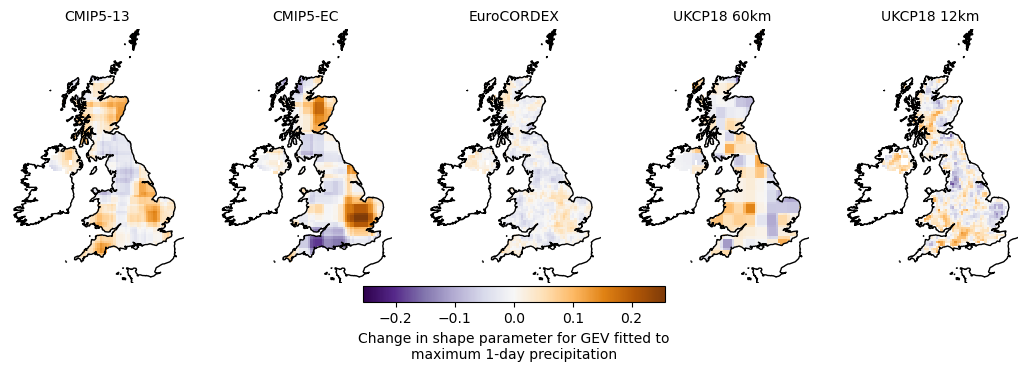 CMIP5-13
CMIP5-EC
EuroCORDEX
UKCP18 60km
UKCP18 12km
−0.2
−0.1
0.0
0.1
0.2
Change in shape parameter for GEV fitted to
maximum 1-day precipitation